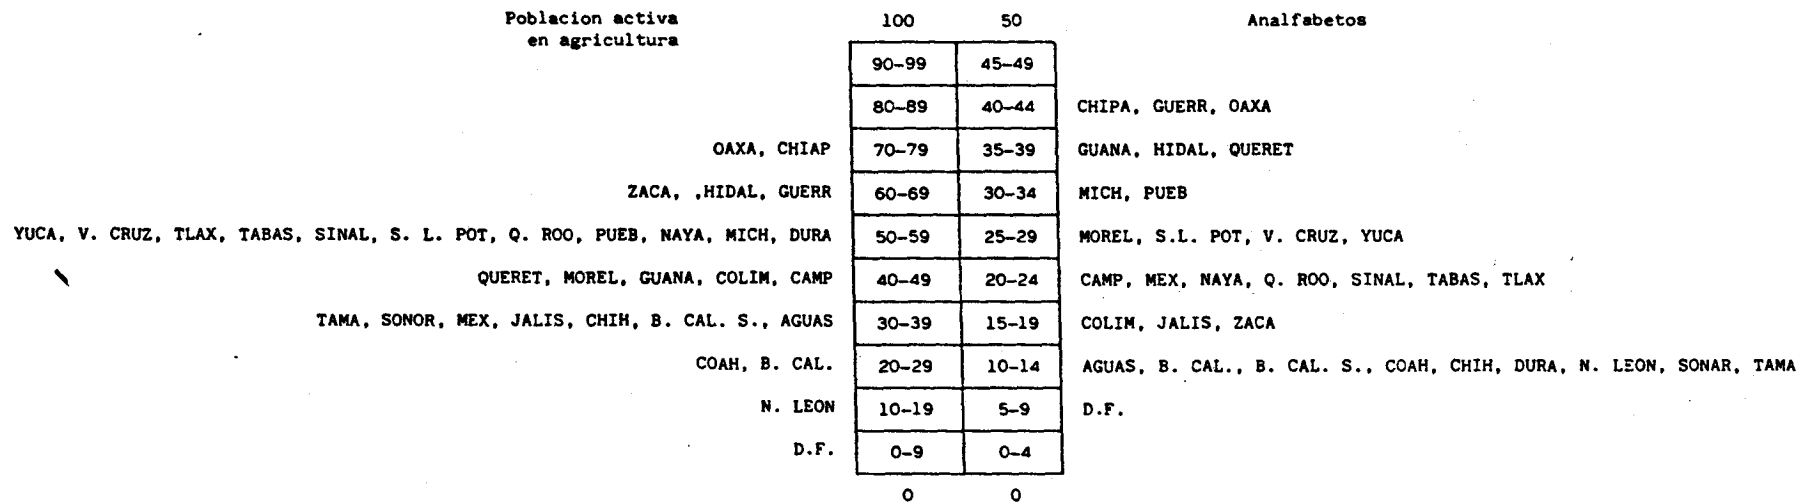 Poblacion activa 100 50 Analfabetos
en agricultura
90-99 45-49
80-89 40-44 CHIPA, GUERR, OAXA
OAXA, CHIAP 70-79 35-39 GUANA, HIDAL, QUERET
ZACA, ,HIDAL, GUERR 60-69 30-34 MICH, PUEB
YUCA, V. CRUZ, TLAX, TABAS, SINAL, S. L. POT, Q. ROO, PUEB, NAYA, MICH, DURA 50-59 25-29 MOREL, S.L. POT, V. CRUZ, YUCA
QUERET, MOREL, GUANA, COLIM, CAMP 40-49 20-24 CAMP, MEX, NAYA, Q. ROO, SINAL, TABAS, TLAX
TAMA, SONOR, MEX, JALIS, CHIH, B. CAL. S., AGUAS 30-39 15-19 COLIM, JALIS, ZACA
COAH, B. CAL. 20-29 10-14 AGUAS, B. CAL., B. CAL. S., COAH, CHIH, DURA, N. LEON, SONAR, TAMA
N. LEON 10-19 5-9 D.F.
D.F. 0-9 0-4
0 0